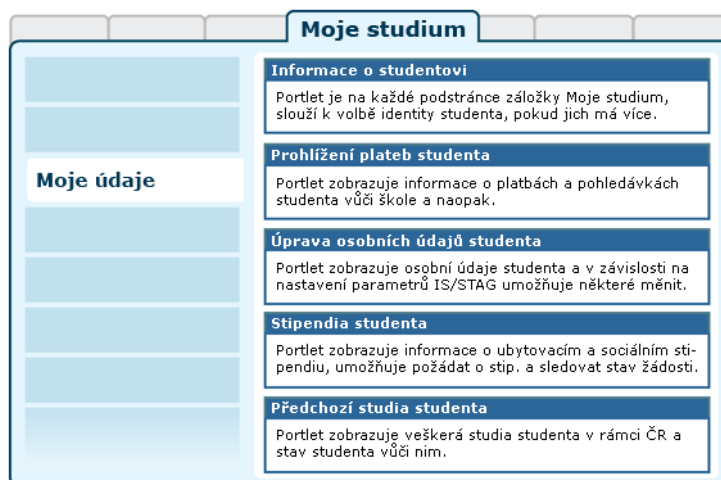 Moje studium
Moje údaje
Informace o studentovi
Portlet je na každé podstránce záložky Moje studium,
slouží k volbě identity studenta, pokud jich má více.
Prohlížení plateb studenta
Portlet zobrazuje informace o platbách a pohledávkách
studenta vůči škole a naopak.
Úprava osobních údajů studenta
Portlet zobrazuje osobní údaje studenta a v závislosti na
nastavení parametrů IS/STAG umožňuje některé měnit.
Stipendia studenta
Portlet zobrazuje informace o ubytovacím a sociálním sti-
pendiu, umožňuje požádat o stip. a sledovat stav žádosti.
Předchozí studia studenta
Portlet zobrazuje veškerá studia studenta v rámci ČR a
stav studenta vůči nim.